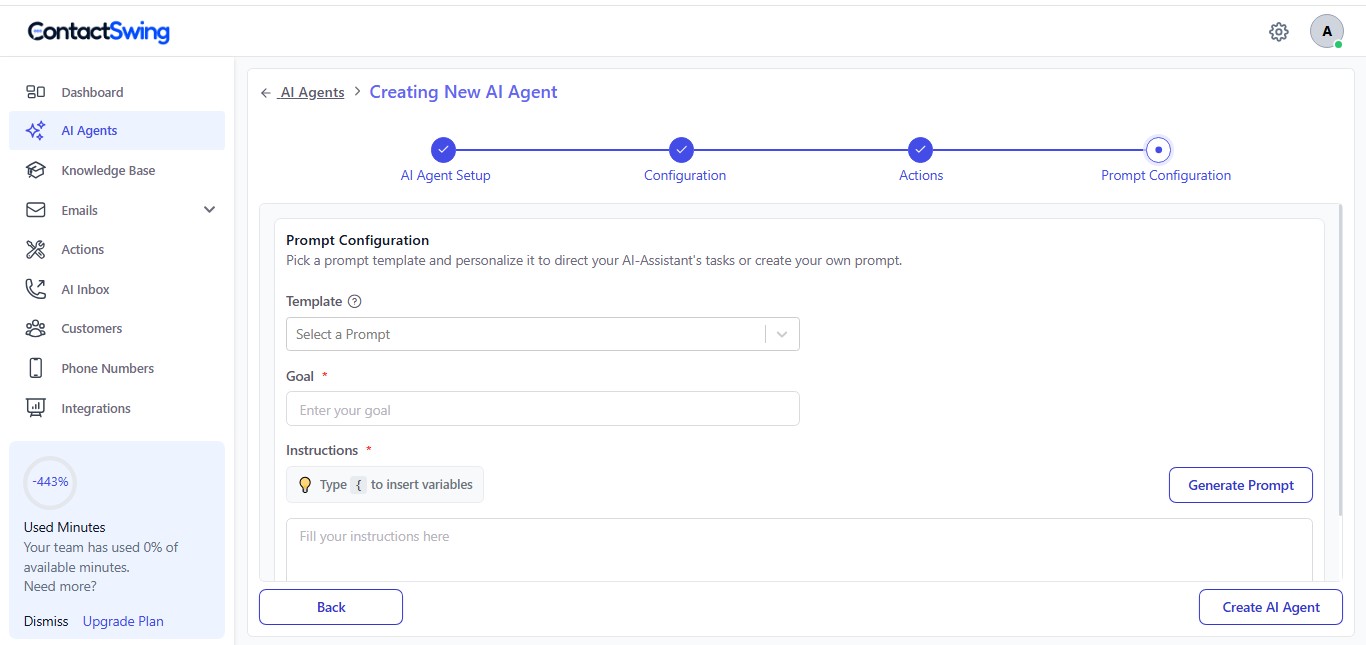 ContactSwing
A
Dashboard
AI Agents
Knowledge Base
Emails
Actions
AI Inbox
Customers
Phone Numbers
Integrations
-443%
Used Minutes
Your team has used 0% of
available minutes.
Need more?
Dismiss Upgrade Plan
← AI Agents > Creating New AI Agent
AI Agent Setup Configuration Actions Prompt Configuration
Prompt Configuration
Pick a prompt template and personalize it to direct your AI-Assistant's tasks or create your own prompt.
Template ?
Select a Prompt
Goal *
Enter your goal
Instructions *
Type { to insert variables
Generate Prompt
Fill your instructions here
Back
Create AI Agent